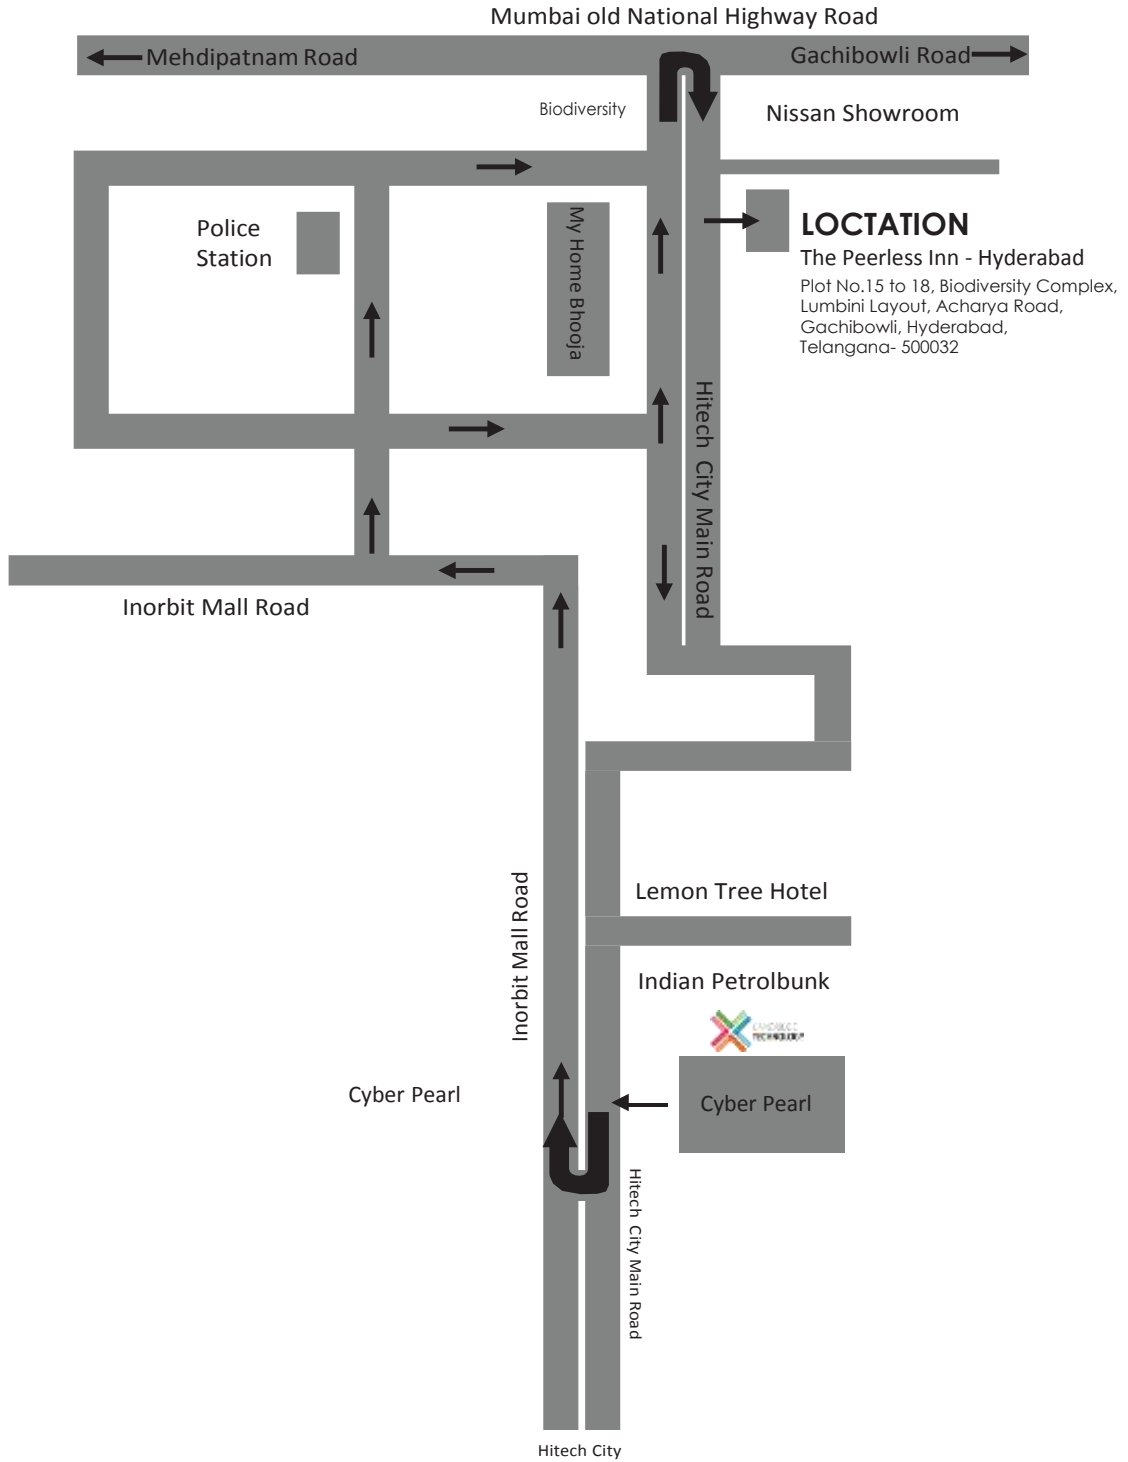 Mumbai old National Highway Road
Mehdipatnam Road
Gachibowli Road
Biodiversity
Nissan Showroom
Police
Station
My Home Bhooja
LOCTATION
The Peerless Inn - Hyderabad
Plot No.15 to 18, Biodiversity Complex,
Lumbini Layout, Acharya Road,
Gachibowli, Hyderabad,
Telangana- 500032
Hitech City Main Road
Inorbit Mall Road
Inorbit Mall Road
Lemon Tree Hotel
Indian Petrolbunk
TECHNOLOGY
Cyber Pearl
Cyber Pearl
Hitech City Main Road
Hitech City